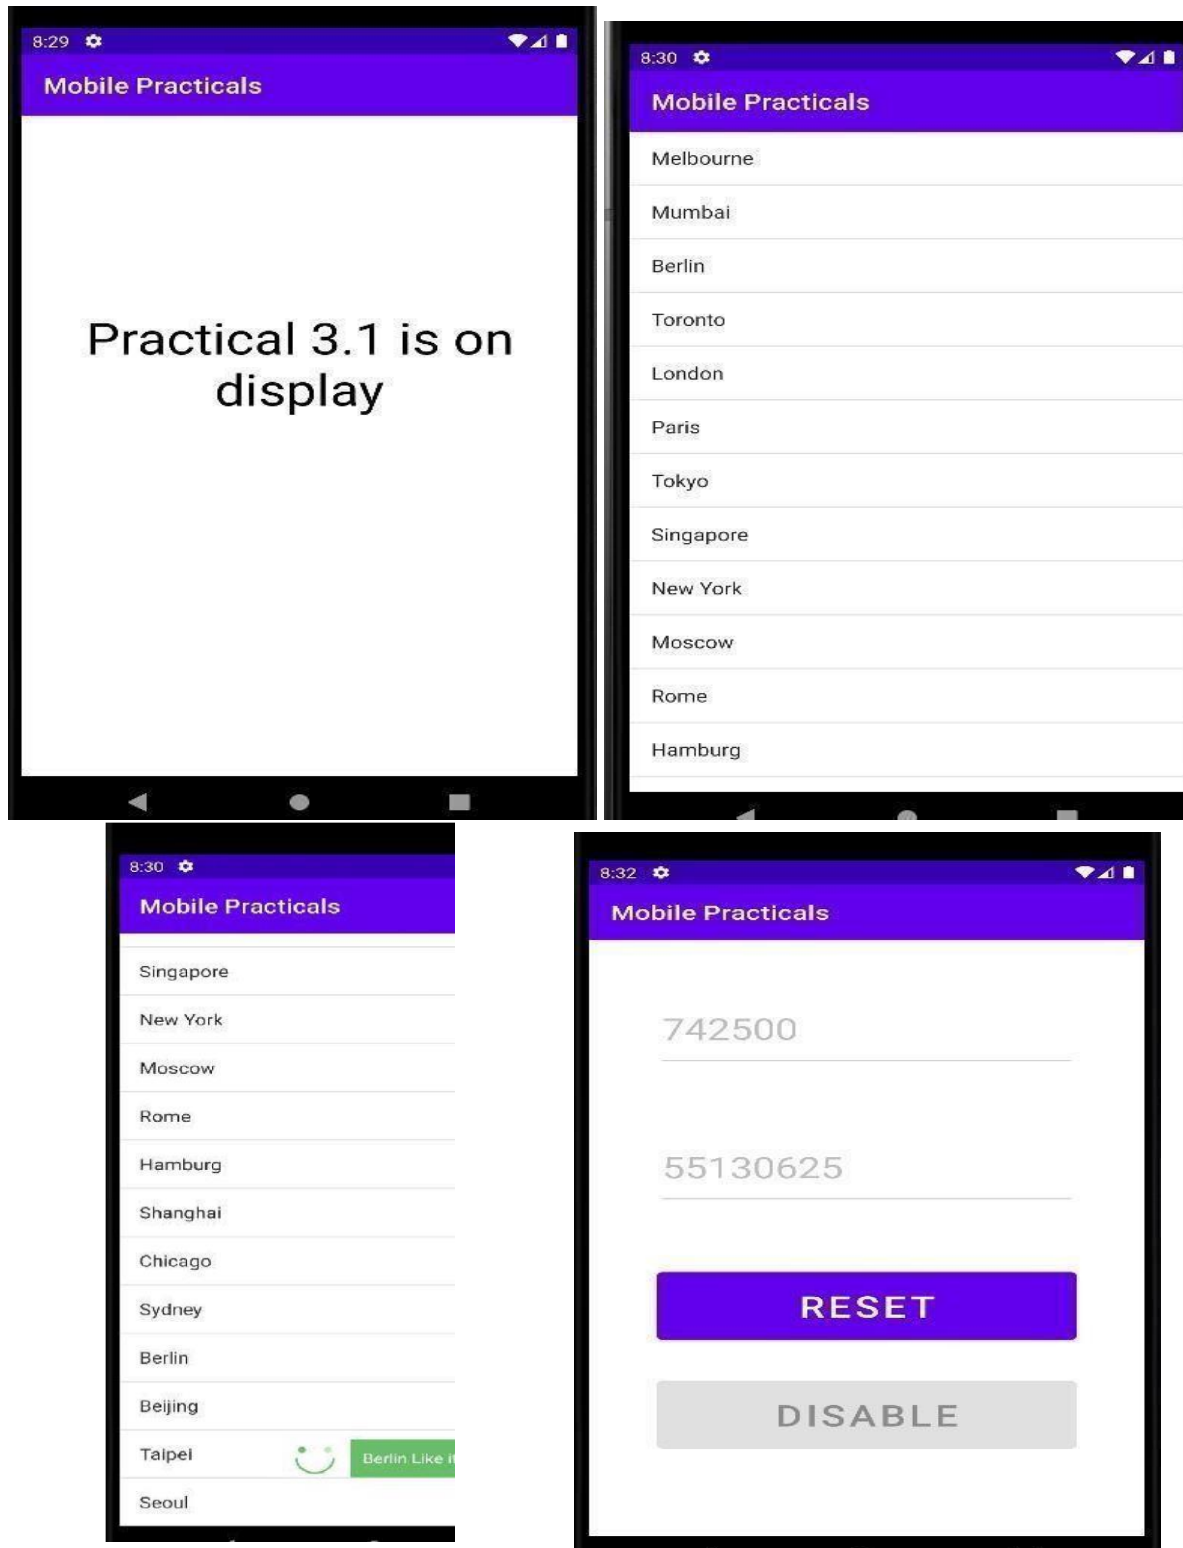 8:29
Mobile Practicals
Practical 3.1 is on
display
8:30
Mobile Practicals
Melbourne
Mumbai
Berlin
Toronto
London
Paris
Tokyo
Singapore
New York
Moscow
Rome
Hamburg
8:30
Mobile Practicals
Singapore
New York
Moscow
Rome
Hamburg
Shanghai
Chicago
Sydney
Berlin
Beijing
Taipei
Berlin Like
Seoul
8:32
Mobile Practicals
742500
55130625
RESET
DISABLE